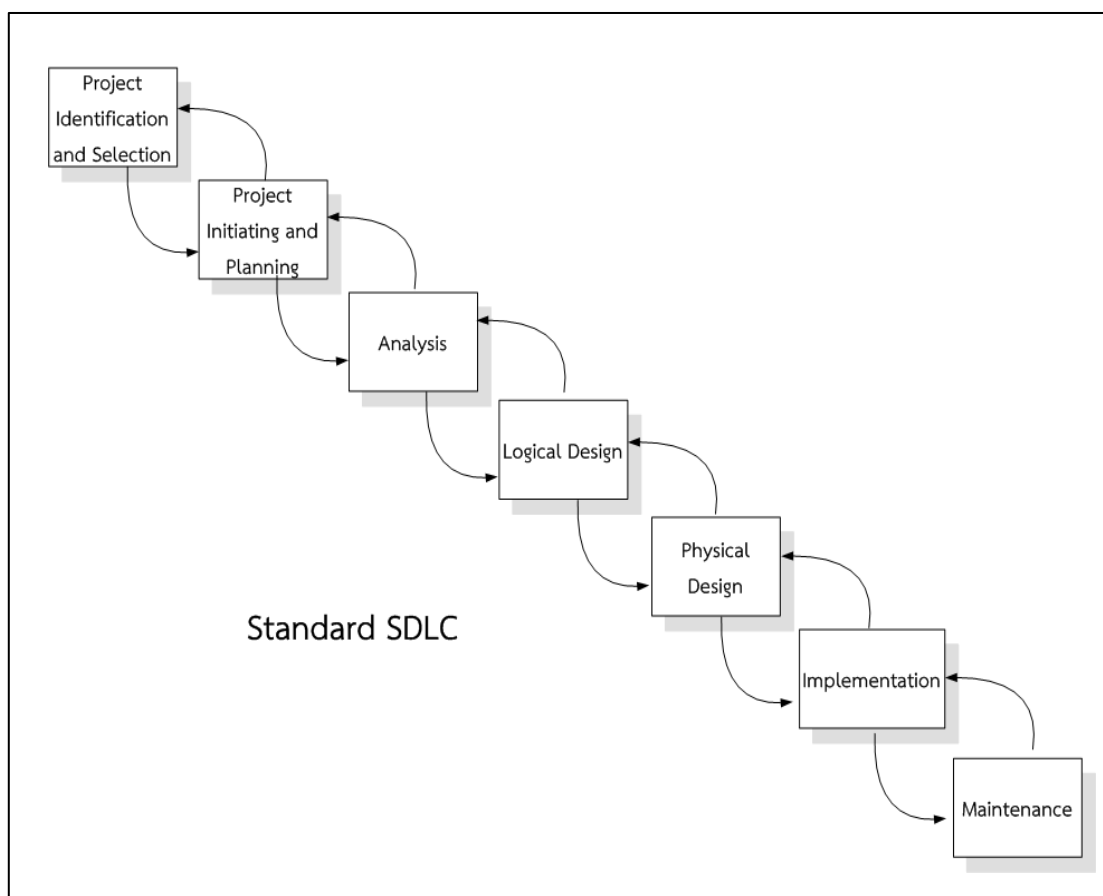 Project
Identification
and Selection
Project
Initiating and
Planning
Analysis
Logical Design
Physical
Design
Standard SDLC
Implementation
Maintenance